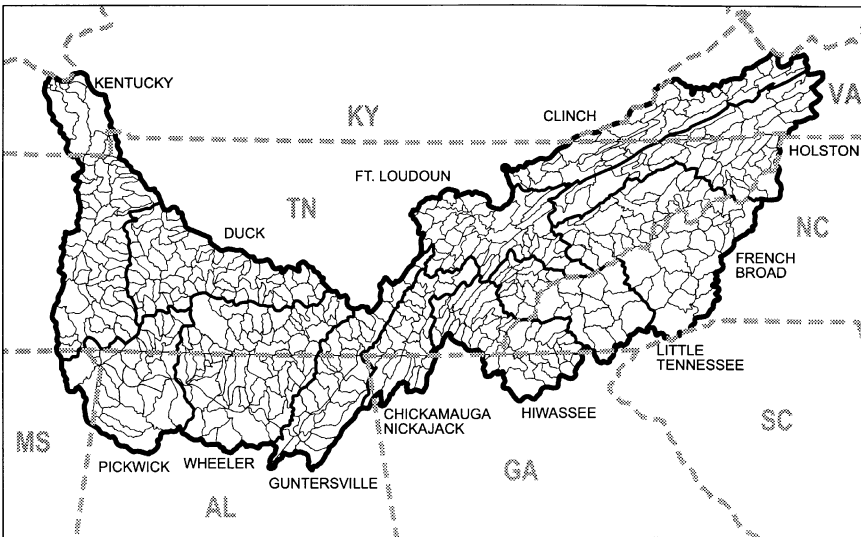 KENTUCKY
KY
CLINCH
VA
HOLSTON
FT. LOUDOUN
TN
DUCK
NC
FRENCH
BROAD
LITTLE
TENNESSEE
CHICKAMAUGA
NICKAJACK
HIWASSEE
MS
SC
PICKWICK
WHEELER
GUNTERSVILLE
GA
AL